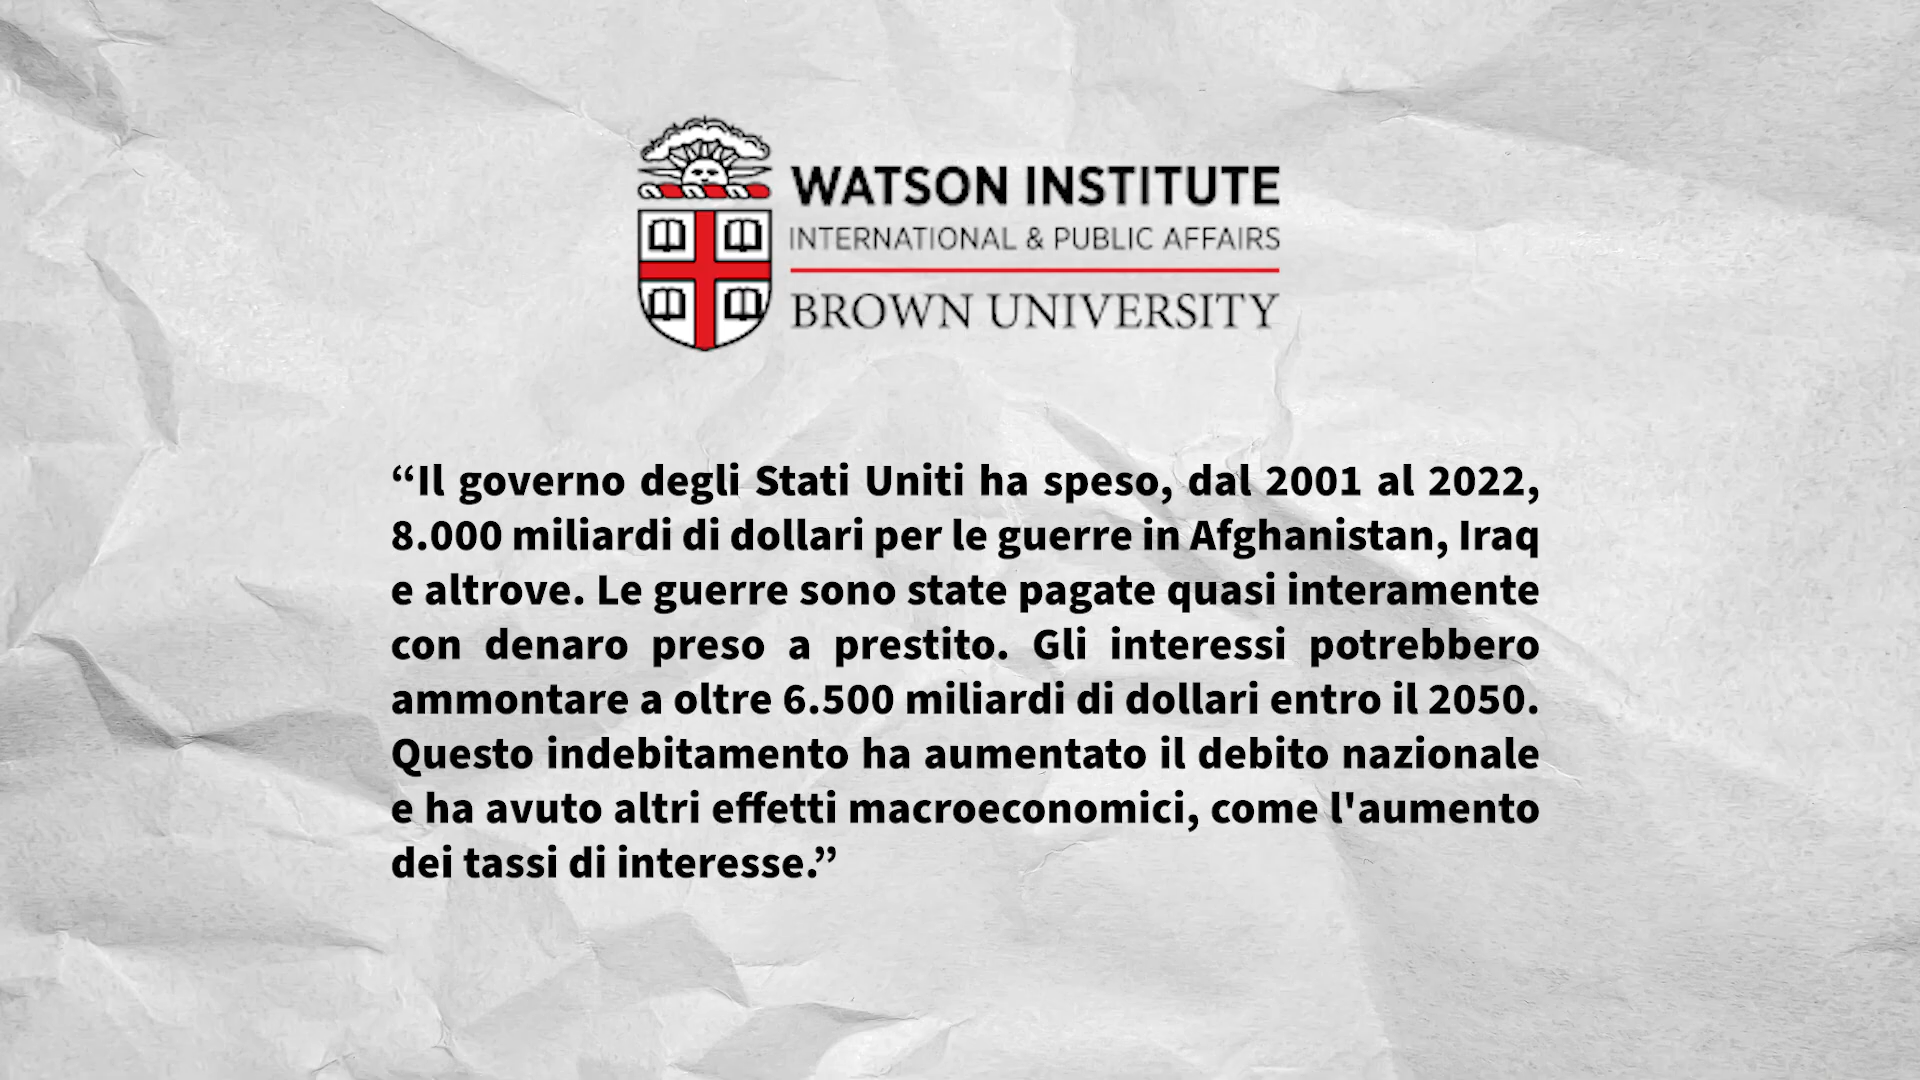 WATSON INSTITUTE
INTERNATIONAL & PUBLIC AFFAIRS
BROWN UNIVERSITY
“Il governo degli Stati Uniti ha speso, dal 2001 al 2022,
8.000 miliardi di dollari per le guerre in Afghanistan, Iraq
e altrove. Le guerre sono state pagate quasi interamente
con denaro preso a prestito. Gli interessi potrebbero
ammontare a oltre 6.500 miliardi di dollari entro il 2050.
Questo indebitamento ha aumentato il debito nazionale
e ha avuto altri effetti macroeconomici, come l'aumento
dei tassi di interesse.”